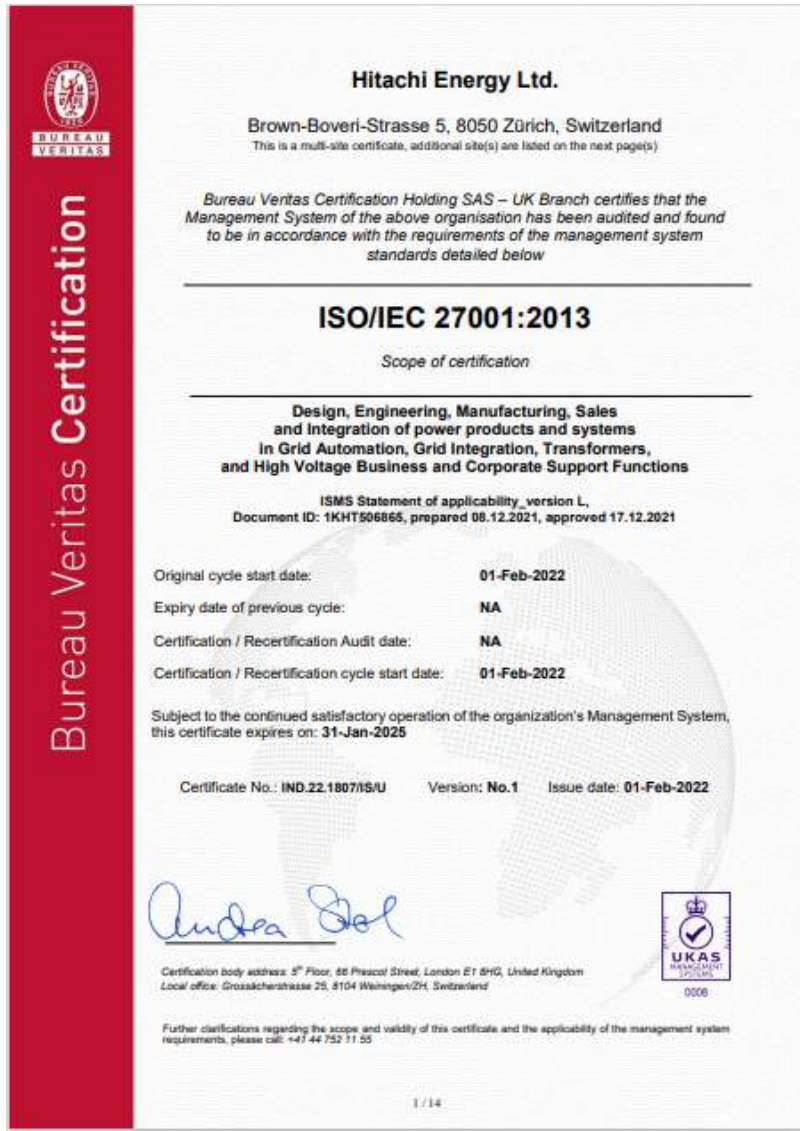 BUREAU VERITAS
1828
BUREAU
VERITAS
Bureau Veritas Certification
Hitachi Energy Ltd.
Brown-Boveri-Strasse 5, 8050 Zürich, Switzerland
This is a multi-site certificate, additional site(s) are listed on the next page(s)
Bureau Veritas Certification Holding SAS – UK Branch certifies that the
Management System of the above organisation has been audited and found
to be in accordance with the requirements of the management system
standards detailed below
ISO/IEC 27001:2013
Scope of certification
Design, Engineering, Manufacturing, Sales
and Integration of power products and systems
in Grid Automation, Grid Integration, Transformers,
and High Voltage Business and Corporate Support Functions
ISMS Statement of applicability_version L,
Document ID: 1KHT506865, prepared 08.12.2021, approved 17.12.2021
Original cycle start date: 01-Feb-2022
Expiry date of previous cycle: NA
Certification / Recertification Audit date: NA
Certification / Recertification cycle start date: 01-Feb-2022
Subject to the continued satisfactory operation of the organization's Management System,
this certificate expires on: 31-Jan-2025
Certificate No.: IND.22.1807/IS/U Version: No.1 Issue date: 01-Feb-2022
Andrea
Certification body address: 5th Floor, 66 Prescot Street, London E1 8HG, United Kingdom
Local office: Grossächerstrasse 25, 8104 Weiningen/ZH, Switzerland
UKAS
MANAGEMENT
SYSTEMS
0008
Further clarifications regarding the scope and validity of this certificate and the applicability of the management system
requirements, please call: +41 44 752 11 55
1 / 14